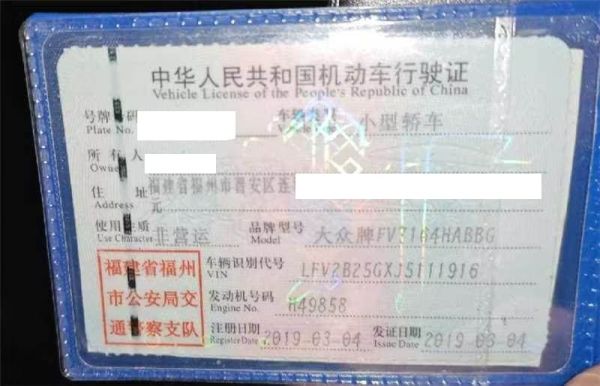 中华人民共和国机动车行驶证
Vehicle License of the People's Republic of China
号牌号码 车辆类型 小型轿车
Plate No.
所有人
Owner
住址 福建省福州市晋安区连
Address 元
使用性质 非营运 品牌型号 大众牌FV7164HABBG
Use Character Model
车辆识别代号 LFV2B25GXJ5111916
VIN
福建省福州
市公安局交
通警察支队
发动机号码 H49858
Engine No.
注册日期 2019-03-04 发证日期 2019-03-04
Register Date Issue Date